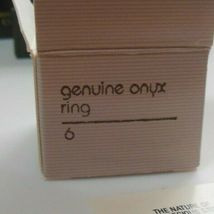 genuine onyx
ring
6
THE NATURE OF